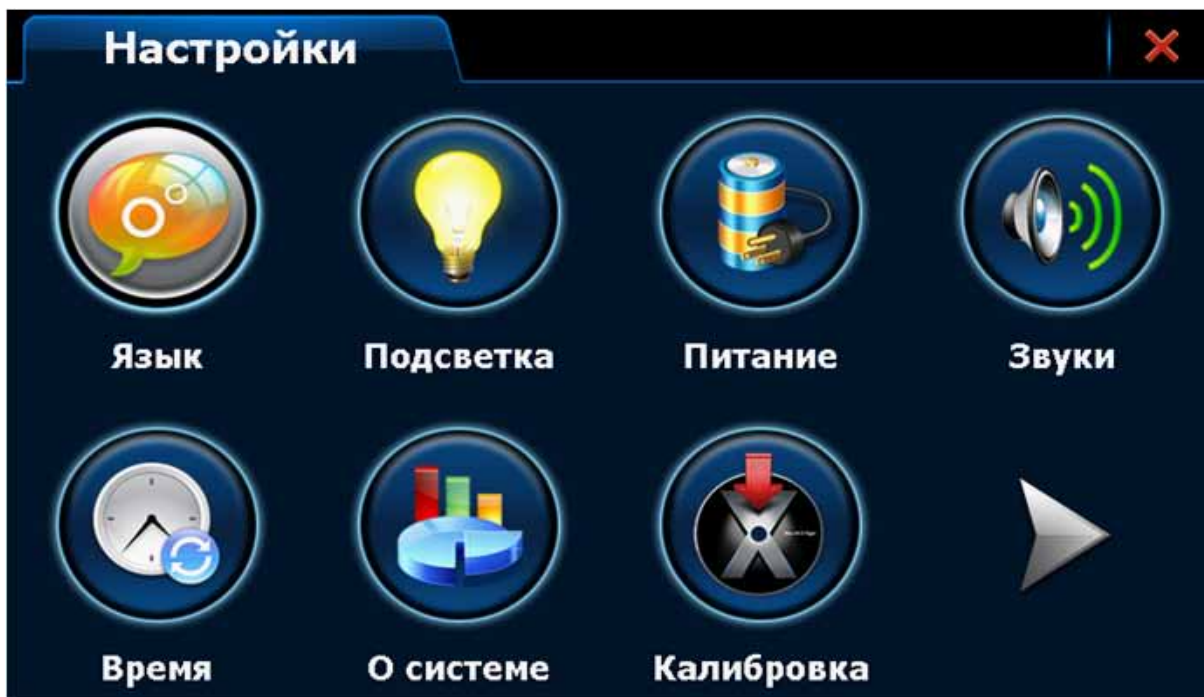 Настройки
Язык Подсветка Питание Звуки
Время О системе Калибровка